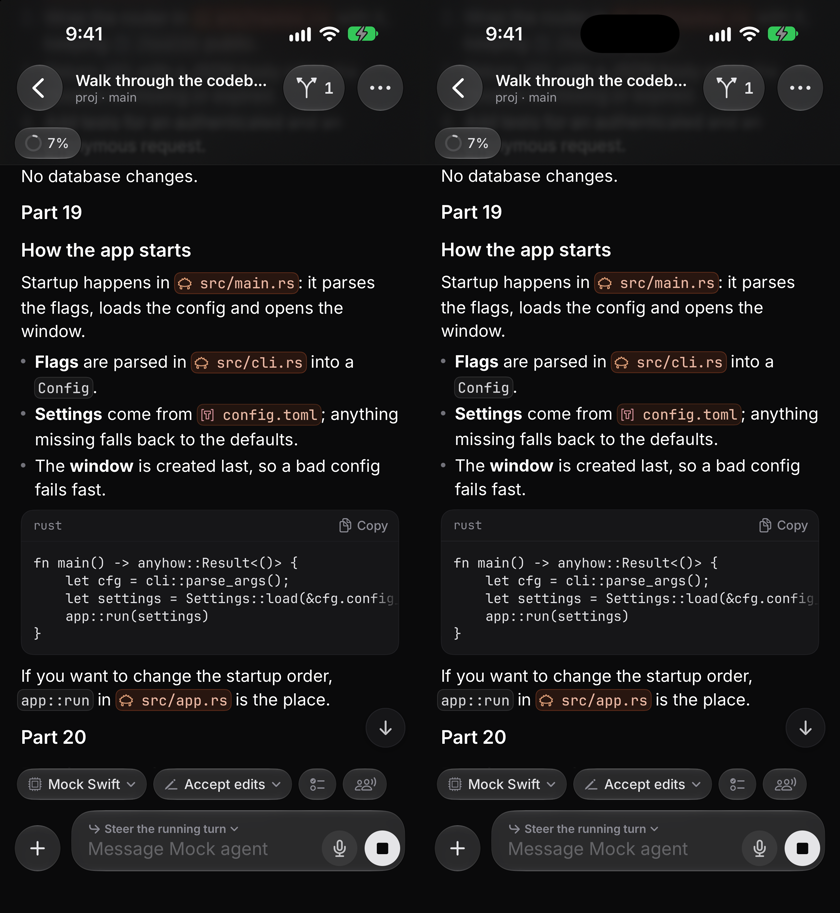 9:41
Walk through the codeb...
proj · main
1
7%
ymous request.
No database changes.
Part 19
How the app starts
Startup happens in src/main.rs: it parses
the flags, loads the config and opens the
window.
• Flags are parsed in src/cli.rs into a
Config.
• Settings come from config.toml; anything
missing falls back to the defaults.
• The window is created last, so a bad config
fails fast.
rust
Copy
fn main() -> anyhow::Result<()> {
    let cfg = cli::parse_args();
    let settings = Settings::load(&cfg.config
    app::run(settings)
}
If you want to change the startup order,
app::run in src/app.rs is the place.
Part 20
Mock Swift
Accept edits
Steer the running turn
Message Mock agent
9:41
Walk through the codeb...
proj · main
1
7%
ymous request.
No database changes.
Part 19
How the app starts
Startup happens in src/main.rs: it parses
the flags, loads the config and opens the
window.
• Flags are parsed in src/cli.rs into a
Config.
• Settings come from config.toml; anything
missing falls back to the defaults.
• The window is created last, so a bad config
fails fast.
rust
Copy
fn main() -> anyhow::Result<()> {
    let cfg = cli::parse_args();
    let settings = Settings::load(&cfg.config
    app::run(settings)
}
If you want to change the startup order,
app::run in src/app.rs is the place.
Part 20
Mock Swift
Accept edits
Steer the running turn
Message Mock agent